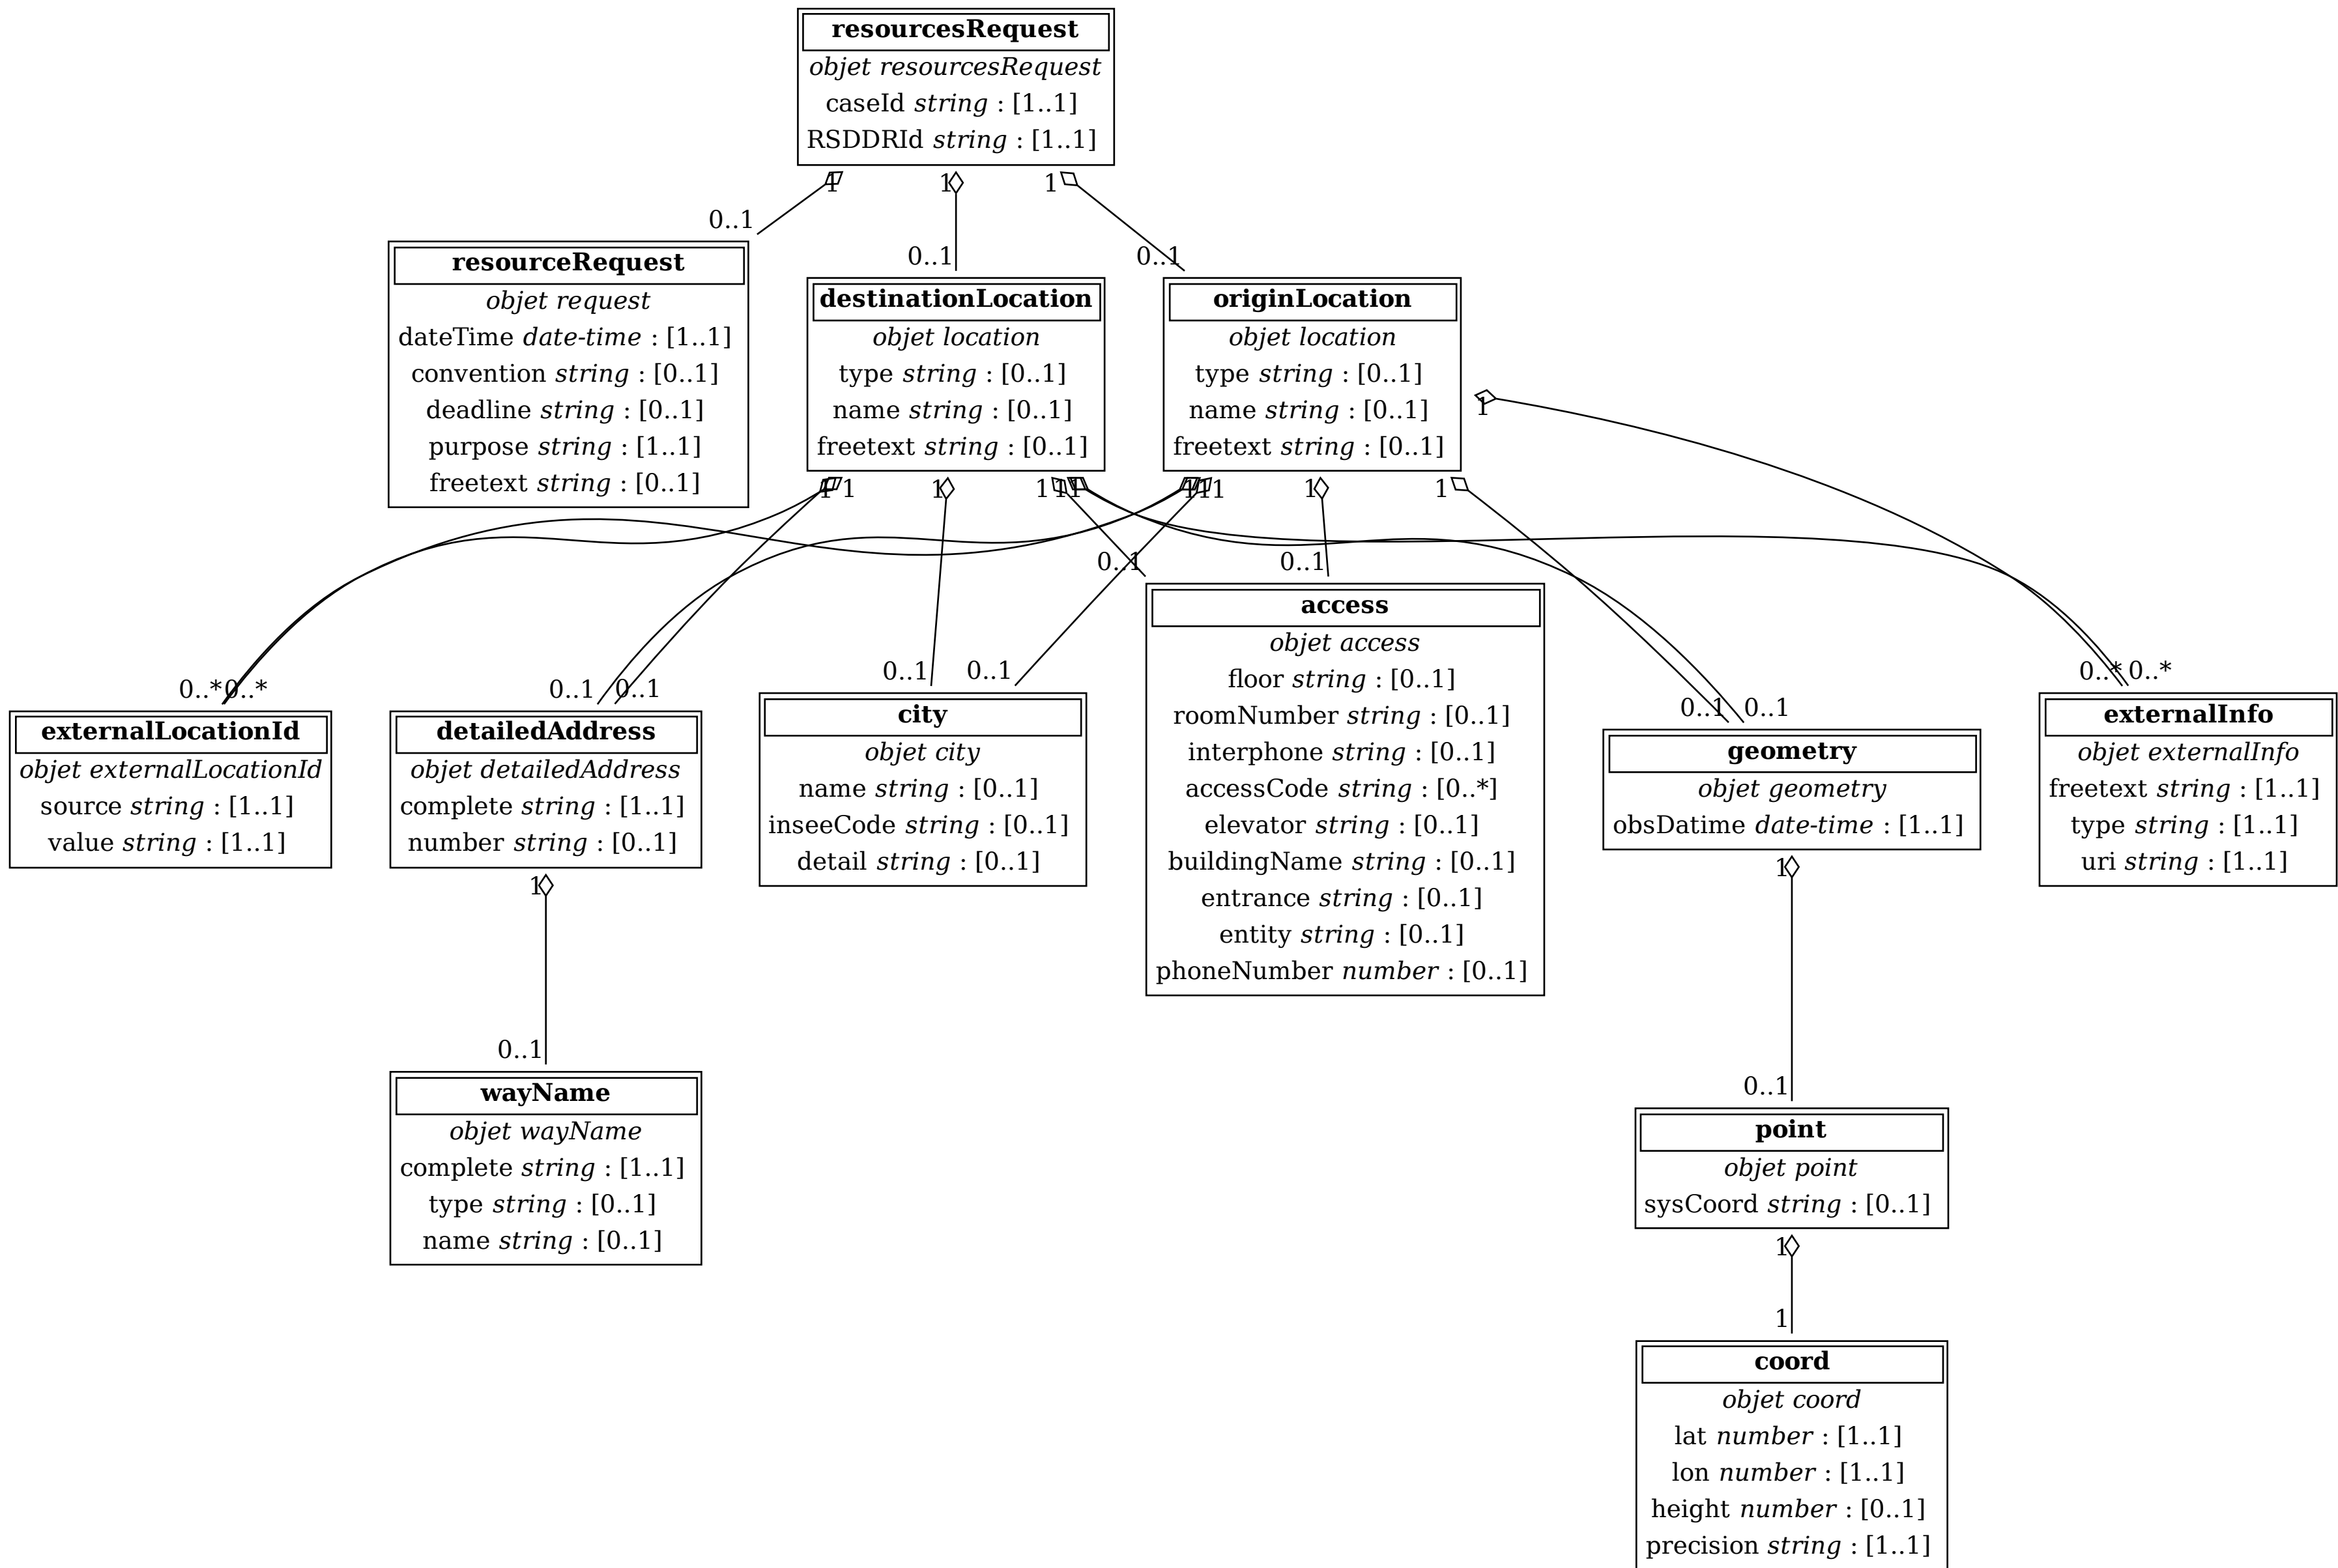 resourcesRequest
objet resourcesRequest
caseId string : [1..1]
RSDDRId string : [1..1]
1
1
1
0..1
0..1
0..1
resourceRequest
objet request
dateTime date-time : [1..1]
convention string : [0..1]
deadline string : [0..1]
purpose string : [1..1]
freetext string : [0..1]
destinationLocation
objet location
type string : [0..1]
name string : [0..1]
freetext string : [0..1]
originLocation
objet location
type string : [0..1]
name string : [0..1]
freetext string : [0..1]
1
1
1
1
1
1
1
1
1
1
1
1
1
0..1
0..1
0..*
0..*
0..1
0..1
0..1
0..1
0..1
0..1
0..*
0..*
externalLocationId
objet externalLocationId
source string : [1..1]
value string : [1..1]
detailedAddress
objet detailedAddress
complete string : [1..1]
number string : [0..1]
city
objet city
name string : [0..1]
inseeCode string : [0..1]
detail string : [0..1]
access
objet access
floor string : [0..1]
roomNumber string : [0..1]
interphone string : [0..1]
accessCode string : [0..*]
elevator string : [0..1]
buildingName string : [0..1]
entrance string : [0..1]
entity string : [0..1]
phoneNumber number : [0..1]
geometry
objet geometry
obsDatime date-time : [1..1]
externalInfo
objet externalInfo
freetext string : [1..1]
type string : [1..1]
uri string : [1..1]
1
0..1
wayName
objet wayName
complete string : [1..1]
type string : [0..1]
name string : [0..1]
1
0..1
point
objet point
sysCoord string : [0..1]
1
1
coord
objet coord
lat number : [1..1]
lon number : [1..1]
height number : [0..1]
precision string : [1..1]